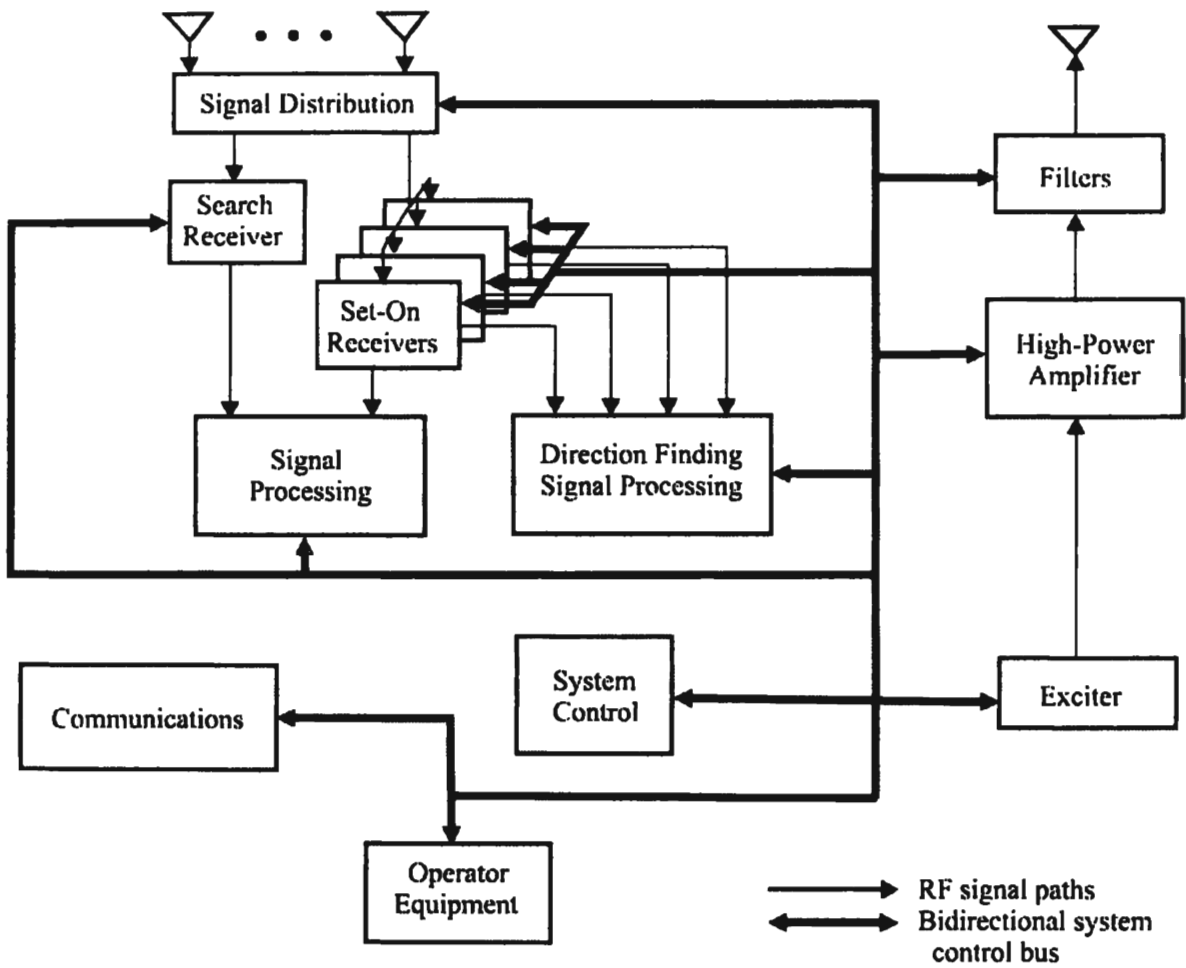 Signal Distribution
Filters
Search
Receiver
Set-On
Receivers
High-Power
Amplifier
Signal
Processing
Direction Finding
Signal Processing
System
Control
Communications
Exciter
Operator
Equipment
RF signal paths
Bidirectional system
control bus